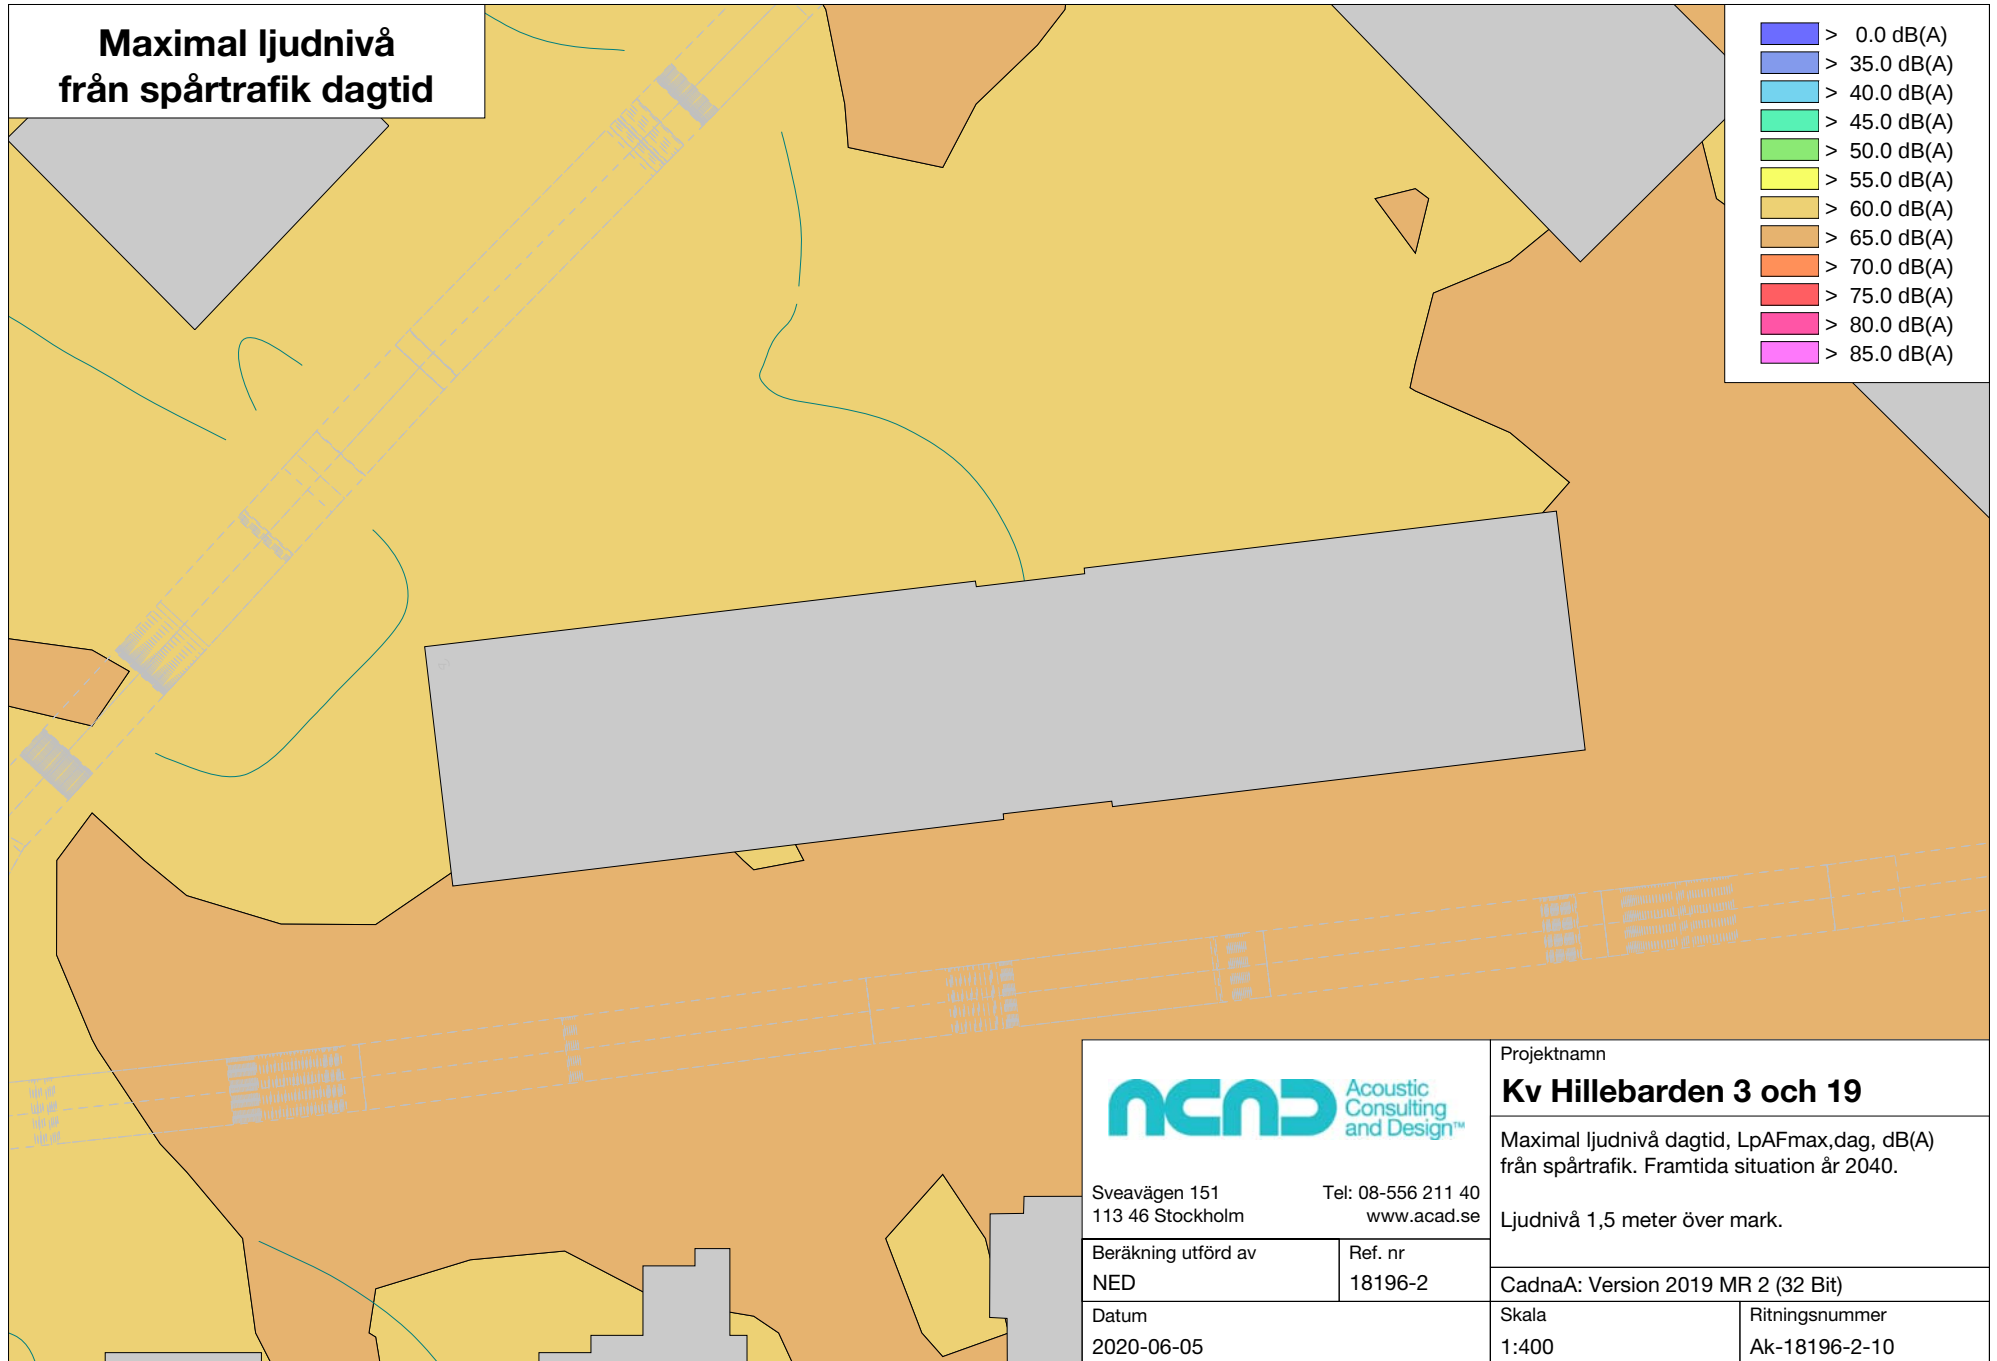 Maximal ljudnivå
från spårtrafik dagtid
> 0.0 dB(A)
> 35.0 dB(A)
> 40.0 dB(A)
> 45.0 dB(A)
> 50.0 dB(A)
> 55.0 dB(A)
> 60.0 dB(A)
> 65.0 dB(A)
> 70.0 dB(A)
> 75.0 dB(A)
> 80.0 dB(A)
> 85.0 dB(A)
ACAD
Acoustic
Consulting
and Design™
Sveavägen 151
113 46 Stockholm
Tel: 08-556 211 40
www.acad.se
Beräkning utförd av
NED
Ref. nr
18196-2
Datum
2020-06-05
Projektnamn
Kv Hillebarden 3 och 19
Maximal ljudnivå dagtid, LpAFmax,dag, dB(A)
från spårtrafik. Framtida situation år 2040.
Ljudnivå 1,5 meter över mark.
CadnaA: Version 2019 MR 2 (32 Bit)
Skala
1:400
Ritningsnummer
Ak-18196-2-10